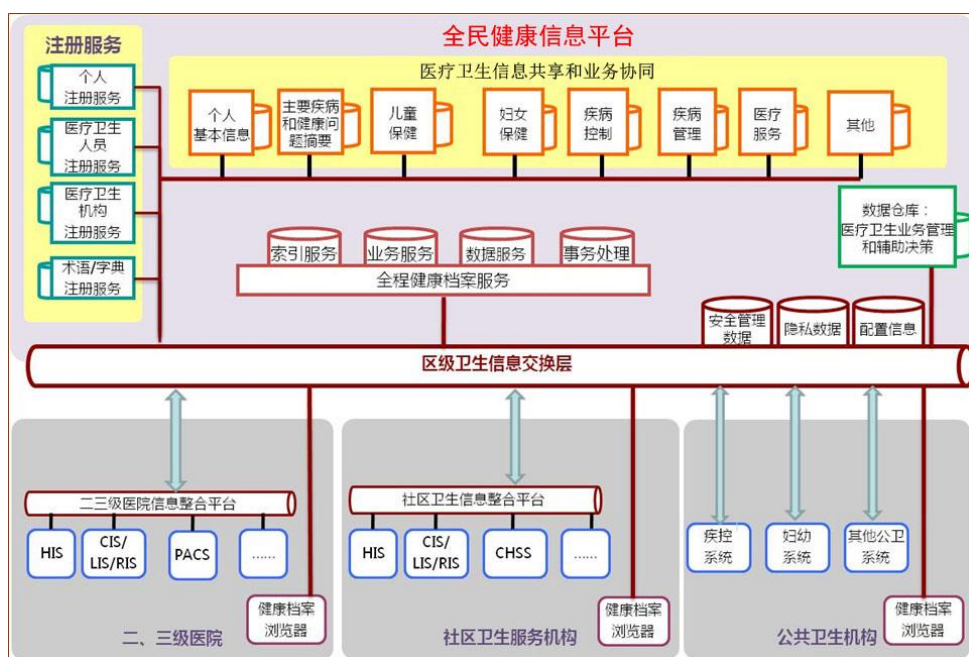 全民健康信息平台
注册服务
个人
注册服务
医疗卫生
人员
注册服务
医疗卫生
机构
注册服务
术语/字典
注册服务
医疗卫生信息共享和业务协同
个人
基本信息
主要疾病
和健康问
题摘要
儿童
保健
妇女
保健
疾病
控制
疾病
管理
医疗
服务
其他
数据仓库：
医疗卫生业务管理
和辅助决策
索引服务
业务服务
数据服务
事务处理
全程健康档案服务
安全管理
数据
隐私数据
配置信息
区级卫生信息交换层
二三级医院信息整合平台
HIS
CIS/
LIS/RIS
PACS
......
健康档案
浏览器
二、三级医院
社区卫生信息整合平台
HIS
CIS/
LIS/RIS
CHSS
......
健康档案
浏览器
社区卫生服务机构
疾控
系统
妇幼
系统
其他公卫
系统
健康档案
浏览器
公共卫生机构